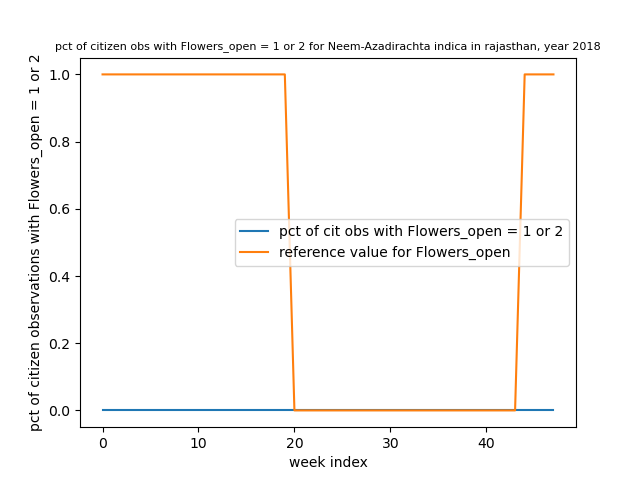 pct of citizen obs with Flowers_open = 1 or 2 for Neem-Azadirachta indica in rajasthan, year 2018
pct of citizen observations with Flowers_open = 1 or 2
1.0
0.8
0.6
0.4
0.2
0.0
pct of cit obs with Flowers_open = 1 or 2
reference value for Flowers_open
0 10 20 30 40
week index